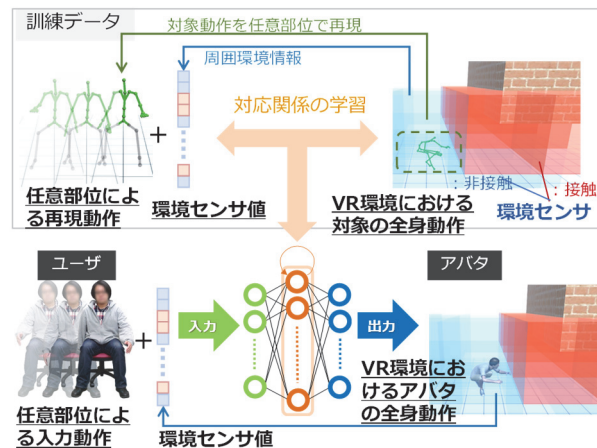 訓練データ
対象動作を任意部位で再現
周囲環境情報
対応関係の学習
+
任意部位によ
る再現動作
環境センサ値
VR環境における
対象の全身動作
:非接触
:接触
環境センサ
ユーザ
アバタ
+
入力
出力
任意部位によ
る入力動作
環境センサ値
VR環境にお
けるアバタ
の全身動作